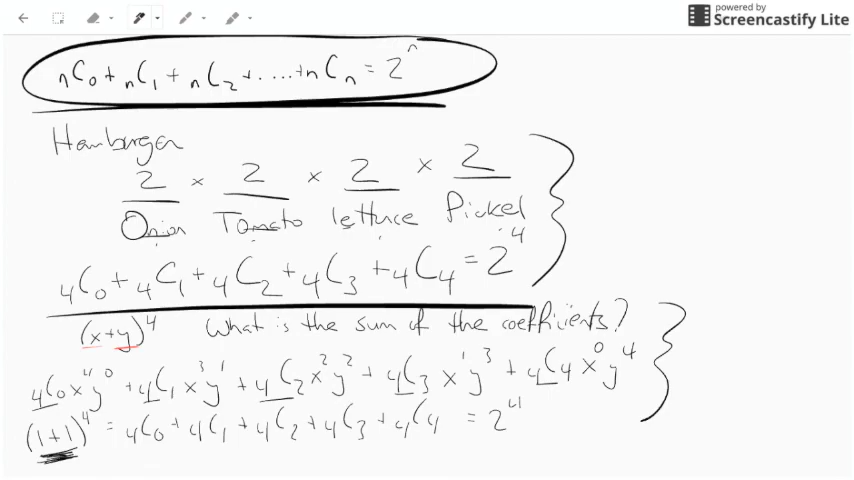 powered by
Screencastify Lite
nC0 + nC1 + nC2 + ..... + nCn = 2^n
Hamburger
2 × 2 × 2 × 2
Onion Tomato lettuce Pickel
4C0 + 4C1 + 4C2 + 4C3 + 4C4 = 2^4
(x+y)^4 What is the sum of the coefficients?
4C0 x^4 y^0 + 4C1 x^3 y^1 + 4C2 x^2 y^2 + 4C3 x^1 y^3 + 4C4 x^0 y^4
(1+1)^4 = 4C0 + 4C1 + 4C2 + 4C3 + 4C4 = 2^4